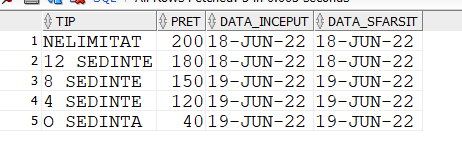 TIP PRET DATA_INCEPUT DATA_SFARSIT
1 NELIMITAT 200 18-JUN-22 18-JUN-22
2 12 SEDINTE 180 18-JUN-22 18-JUN-22
3 8 SEDINTE 150 19-JUN-22 19-JUN-22
4 4 SEDINTE 120 19-JUN-22 19-JUN-22
5 O SEDINTA 40 19-JUN-22 19-JUN-22